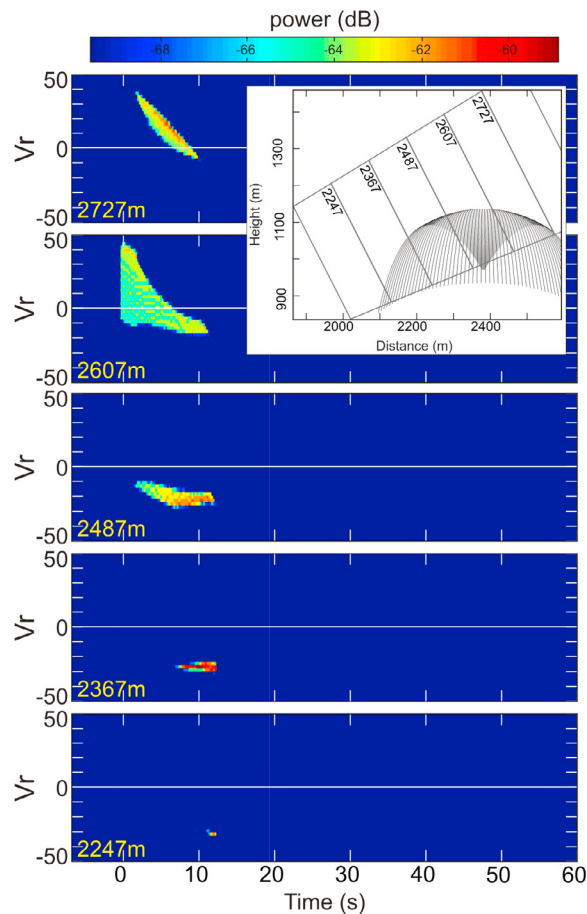 power (dB)
-68 -66 -64 -62 -60
50
0
-50
Vr
2727m
1300
1100
900
Height (m)
2247
2367
2487
2607
2727
2000 2200 2400
Distance (m)
0
-50
Vr
2607m
50
0
-50
Vr
2487m
50
0
-50
Vr
2367m
50
0
-50
Vr
2247m
0 10 20 30 40 50 60
Time (s)